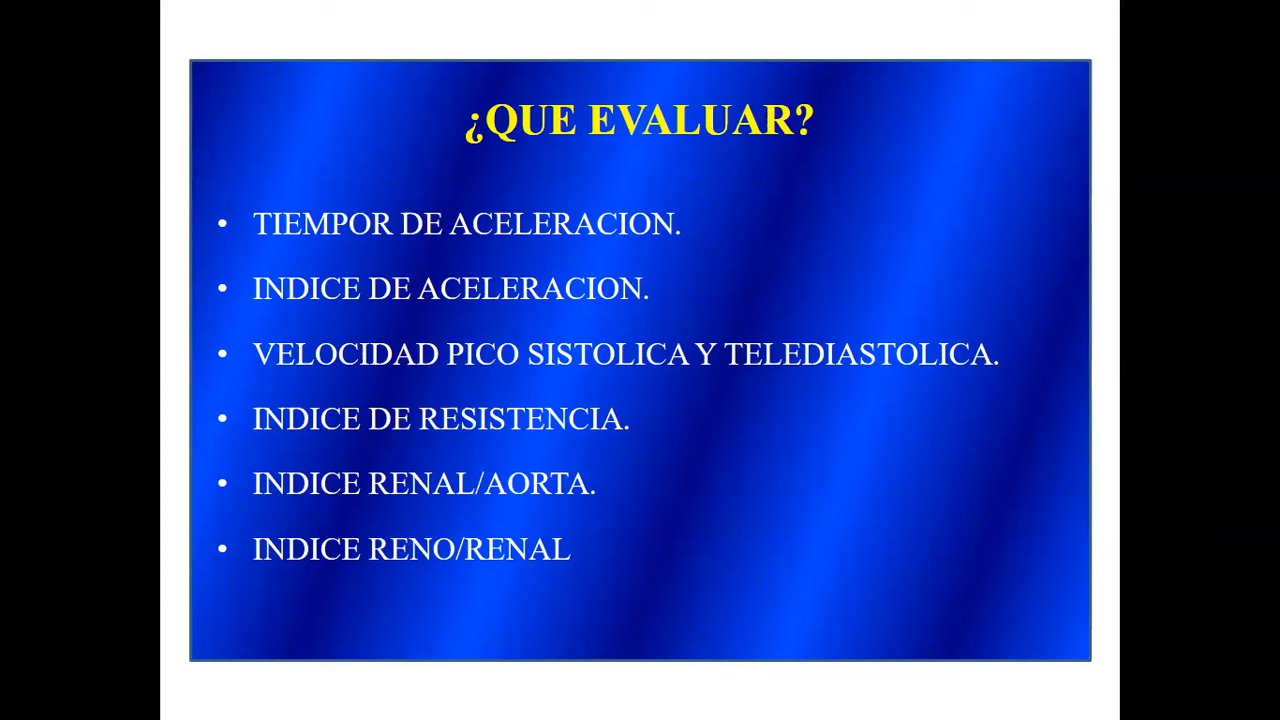 ¿QUE EVALUAR?
• TIEMPOR DE ACELERACION.
• INDICE DE ACELERACION.
• VELOCIDAD PICO SISTOLICA Y TELEDIASTOLICA.
• INDICE DE RESISTENCIA.
• INDICE RENAL/AORTA.
• INDICE RENO/RENAL